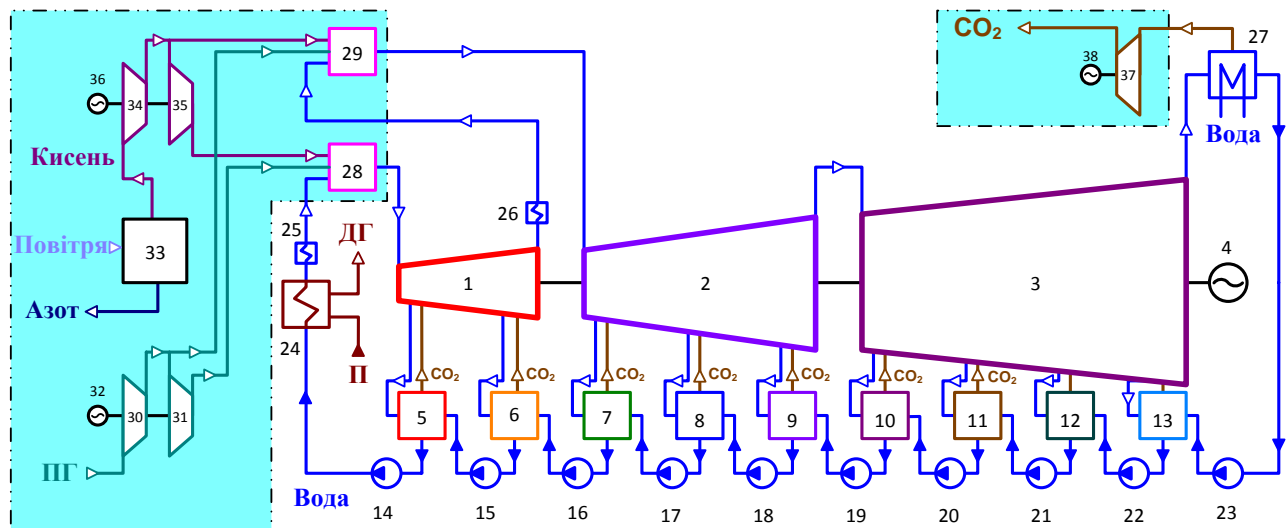 CO₂
27
29
38
37
36
34
35
Вода
Кисень
28
26
25
ДГ
4
Повітря
33
1
2
3
Азот
24
П
32
30
31
CO₂
CO₂
CO₂
CO₂
CO₂
CO₂
CO₂
5
6
7
8
9
10
11
12
13
ПГ
Вода
14
15
16
17
18
19
20
21
22
23